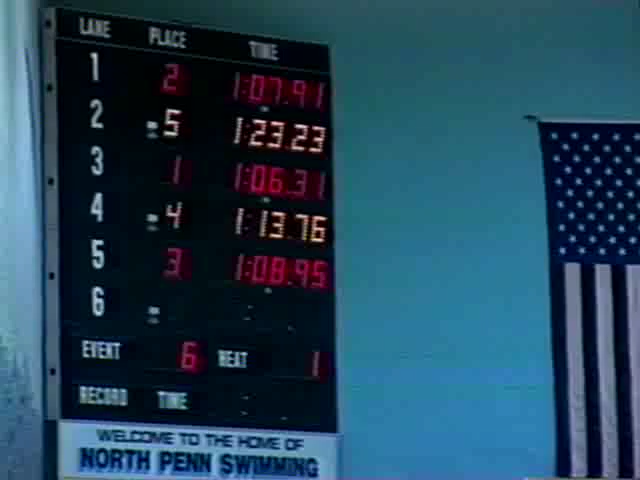 LANE PLACE TIME
1 2 1:07.91
2 5 1:23.23
3 1 1:06.31
4 4 1:13.76
5 3 1:08.95
6
EVENT 6 HEAT 1
RECORD TIME
WELCOME TO THE HOME OF
NORTH PENN SWIMMING